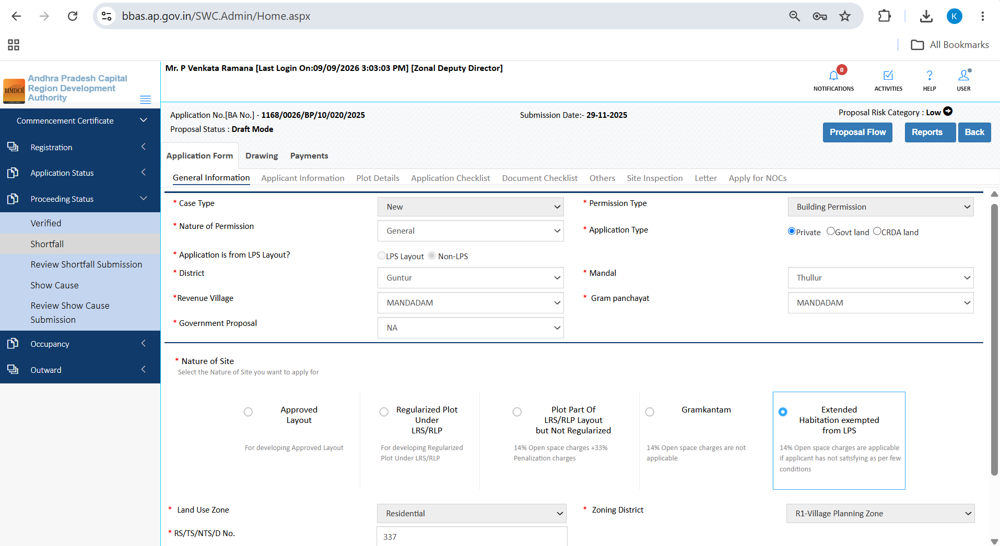 bbas.ap.gov.in/SWC.Admin/Home.aspx
K
All Bookmarks
BIMDCR
Andhra Pradesh Capital
Region Development
Authority
Mr. P Venkata Ramana [Last Login On:09/09/2026 3:03:03 PM] [Zonal Deputy Director]
0
NOTIFICATIONS
ACTIVITIES
HELP
USER
Commencement Certificate
Registration
Application Status
Proceeding Status
Verified
Shortfall
Review Shortfall Submission
Show Cause
Review Show Cause
Submission
Occupancy
Outward
Application No.[BA No.] - 1168/0026/BP/10/020/2025
Submission Date:- 29-11-2025
Proposal Risk Category : Low
Proposal Status : Draft Mode
Proposal Flow
Reports
Back
Application Form
Drawing
Payments
General Information
Applicant Information
Plot Details
Application Checklist
Document Checklist
Others
Site Inspection
Letter
Apply for NOCs
* Case Type
New
* Permission Type
Building Permission
* Nature of Permission
General
* Application Type
Private
Govt land
CRDA land
* Application is from LPS Layout?
LPS Layout
Non-LPS
* District
Guntur
* Mandal
Thullur
*Revenue Village
MANDADAM
* Gram panchayat
MANDADAM
* Government Proposal
NA
* Nature of Site
Select the Nature of Site you want to apply for
Approved
Layout
For developing Approved Layout
Regularized Plot
Under
LRS/RLP
For developing Regularized
Plot Under LRS/RLP
Plot Part Of
LRS/RLP Layout
but Not Regularized
14% Open space charges +33%
Penalization charges
Gramkantam
14% Open space charges are not
applicable
Extended
Habitation exempted
from LPS
14% Open space charges are applicable
if applicant has not satisfying as per few
conditions
* Land Use Zone
Residential
* Zoning District
R1-Village Planning Zone
* RS/TS/NTS/D No.
337